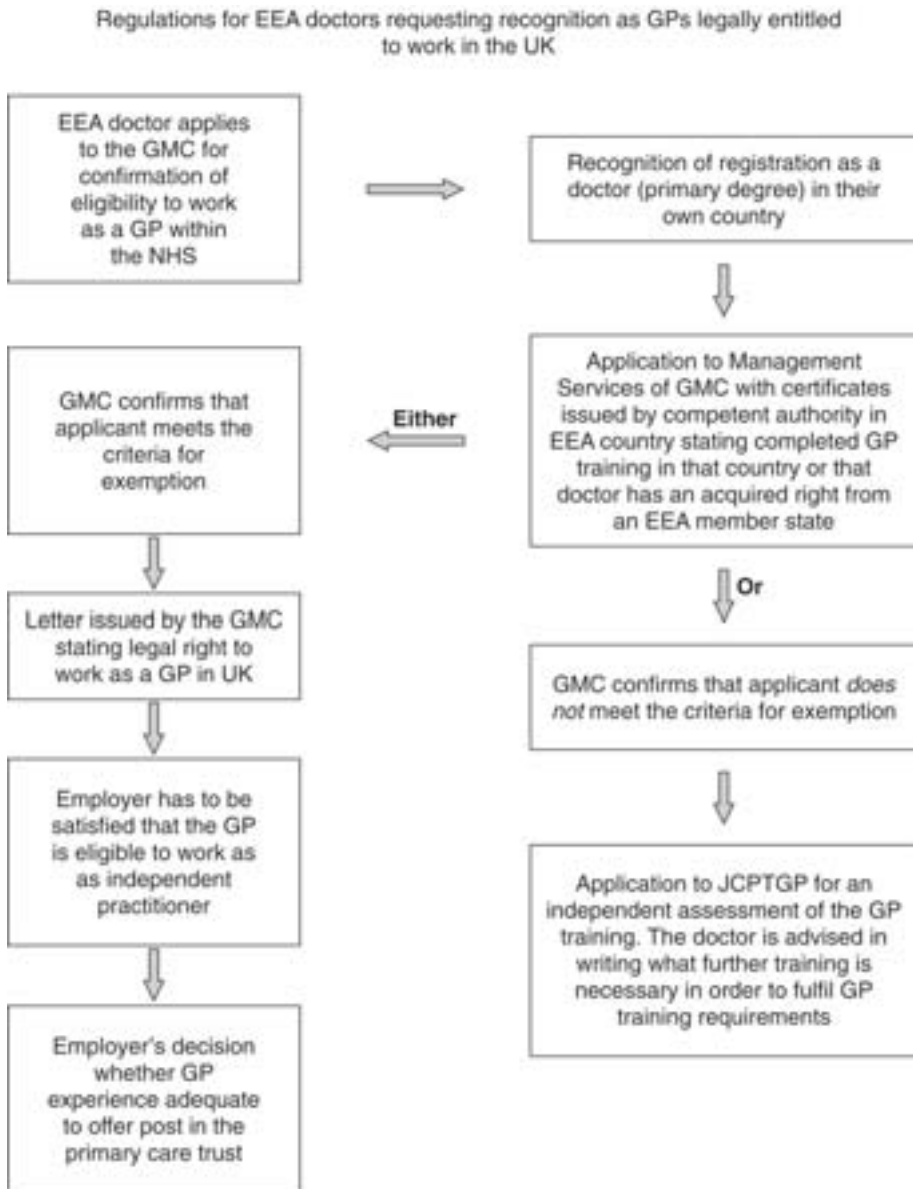 Regulations for EEA doctors requesting recognition as GPs legally entitled
to work in the UK
EEA doctor applies
to the GMC for
confirmation of
eligibility to work
as a GP within
the NHS
Recognition of registration as a
doctor (primary degree) in their
own country
Application to Management
Services of GMC with certificates
issued by competent authority in
EEA country stating completed GP
training in that country or that
doctor has an acquired right from
an EEA member state
Either
GMC confirms that
applicant meets the
criteria for
exemption
Letter issued by the GMC
stating legal right to
work as a GP in UK
Employer has to be
satisfied that the GP
is eligible to work as
as independent
practitioner
Employer's decision
whether GP
experience adequate
to offer post in the
primary care trust
Or
GMC confirms that applicant does
not meet the criteria for exemption
Application to JCPTGP for an
independent assessment of the GP
training. The doctor is advised in
writing what further training is
necessary in order to fulfil GP
training requirements